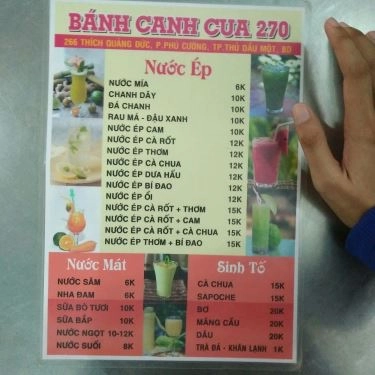 BÁNH CANH CUA 270
266 THÍCH QUẢNG ĐỨC, P.PHÚ CƯỜNG, TP.THỦ DẦU MỘT, BD
Nước Ép
NƯỚC MÍA 6K
CHANH DÂY 10K
ĐÁ CHANH 10K
RAU MÁ - ĐẬU XANH 10K
NƯỚC ÉP CAM 10K
NƯỚC ÉP CÀ RỐT 12K
NƯỚC ÉP THƠM 12K
NƯỚC ÉP CÀ CHUA 12K
NƯỚC ÉP DƯA HẤU 12K
NƯỚC ÉP BÍ ĐAO 12K
NƯỚC ÉP ỔI 12K
NƯỚC ÉP CÀ RỐT + THƠM 15K
NƯỚC ÉP CÀ RỐT + CAM 15K
NƯỚC ÉP CÀ RỐT + CÀ CHUA 15K
NƯỚC ÉP THƠM + BÍ ĐAO 15K
Nước Mát
NƯỚC SÂM 6K
NHA ĐAM 6K
SỮA BÒ TƯƠI 10K
SỮA BẮP 10K
NƯỚC NGỌT 10-12K
NƯỚC SUỐI 8K
Sinh Tố
CÀ CHUA 15K
SAPOCHE 15K
BƠ 20K
MÃNG CẦU 20K
DÂU 20K
TRÀ ĐÁ - KHĂN LẠNH 1K